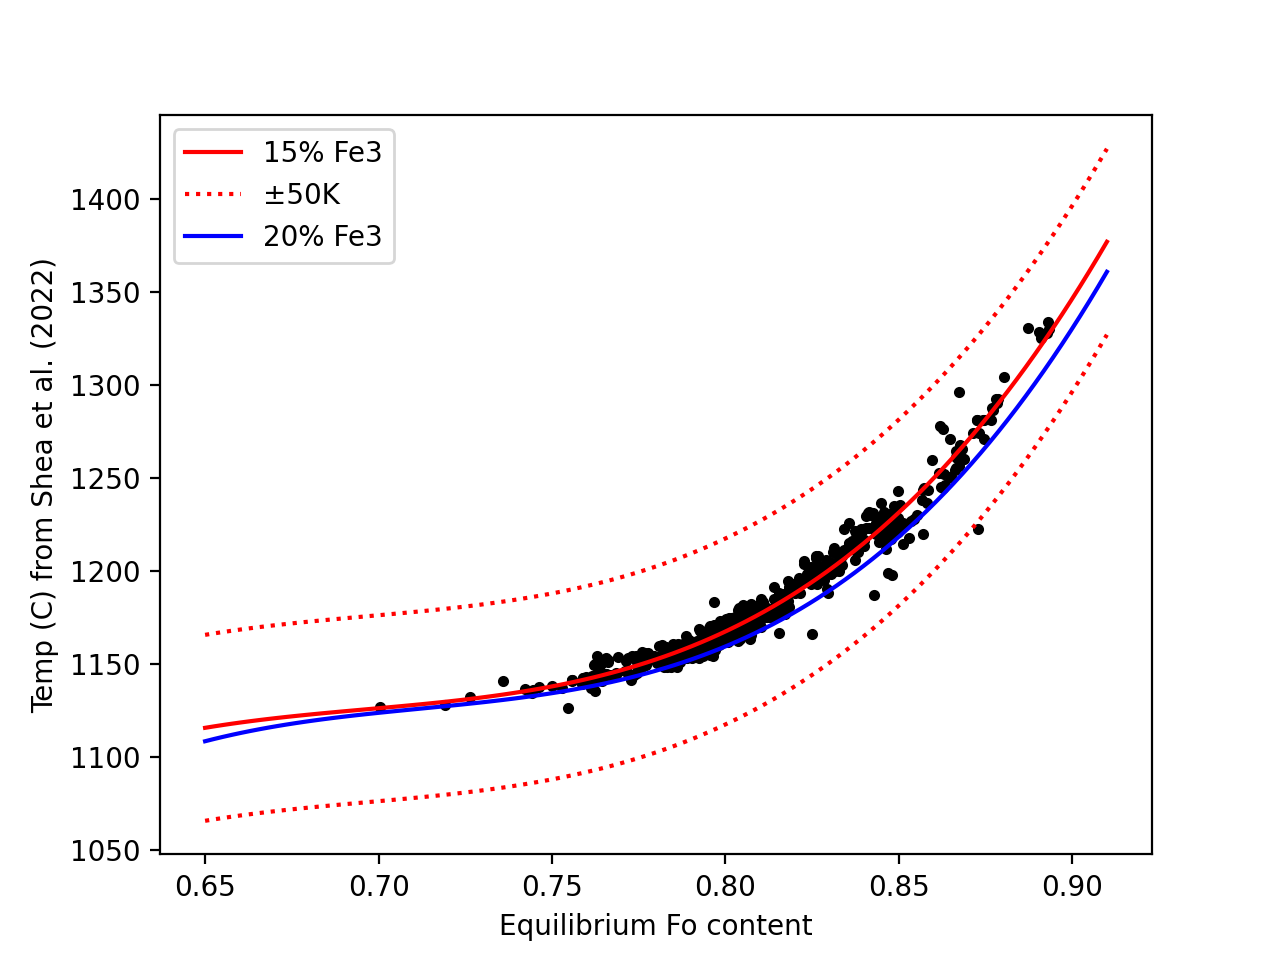 15% Fe3
±50K
20% Fe3
Temp (C) from Shea et al. (2022)
1400
1350
1300
1250
1200
1150
1100
1050
0.65 0.70 0.75 0.80 0.85 0.90
Equilibrium Fo content